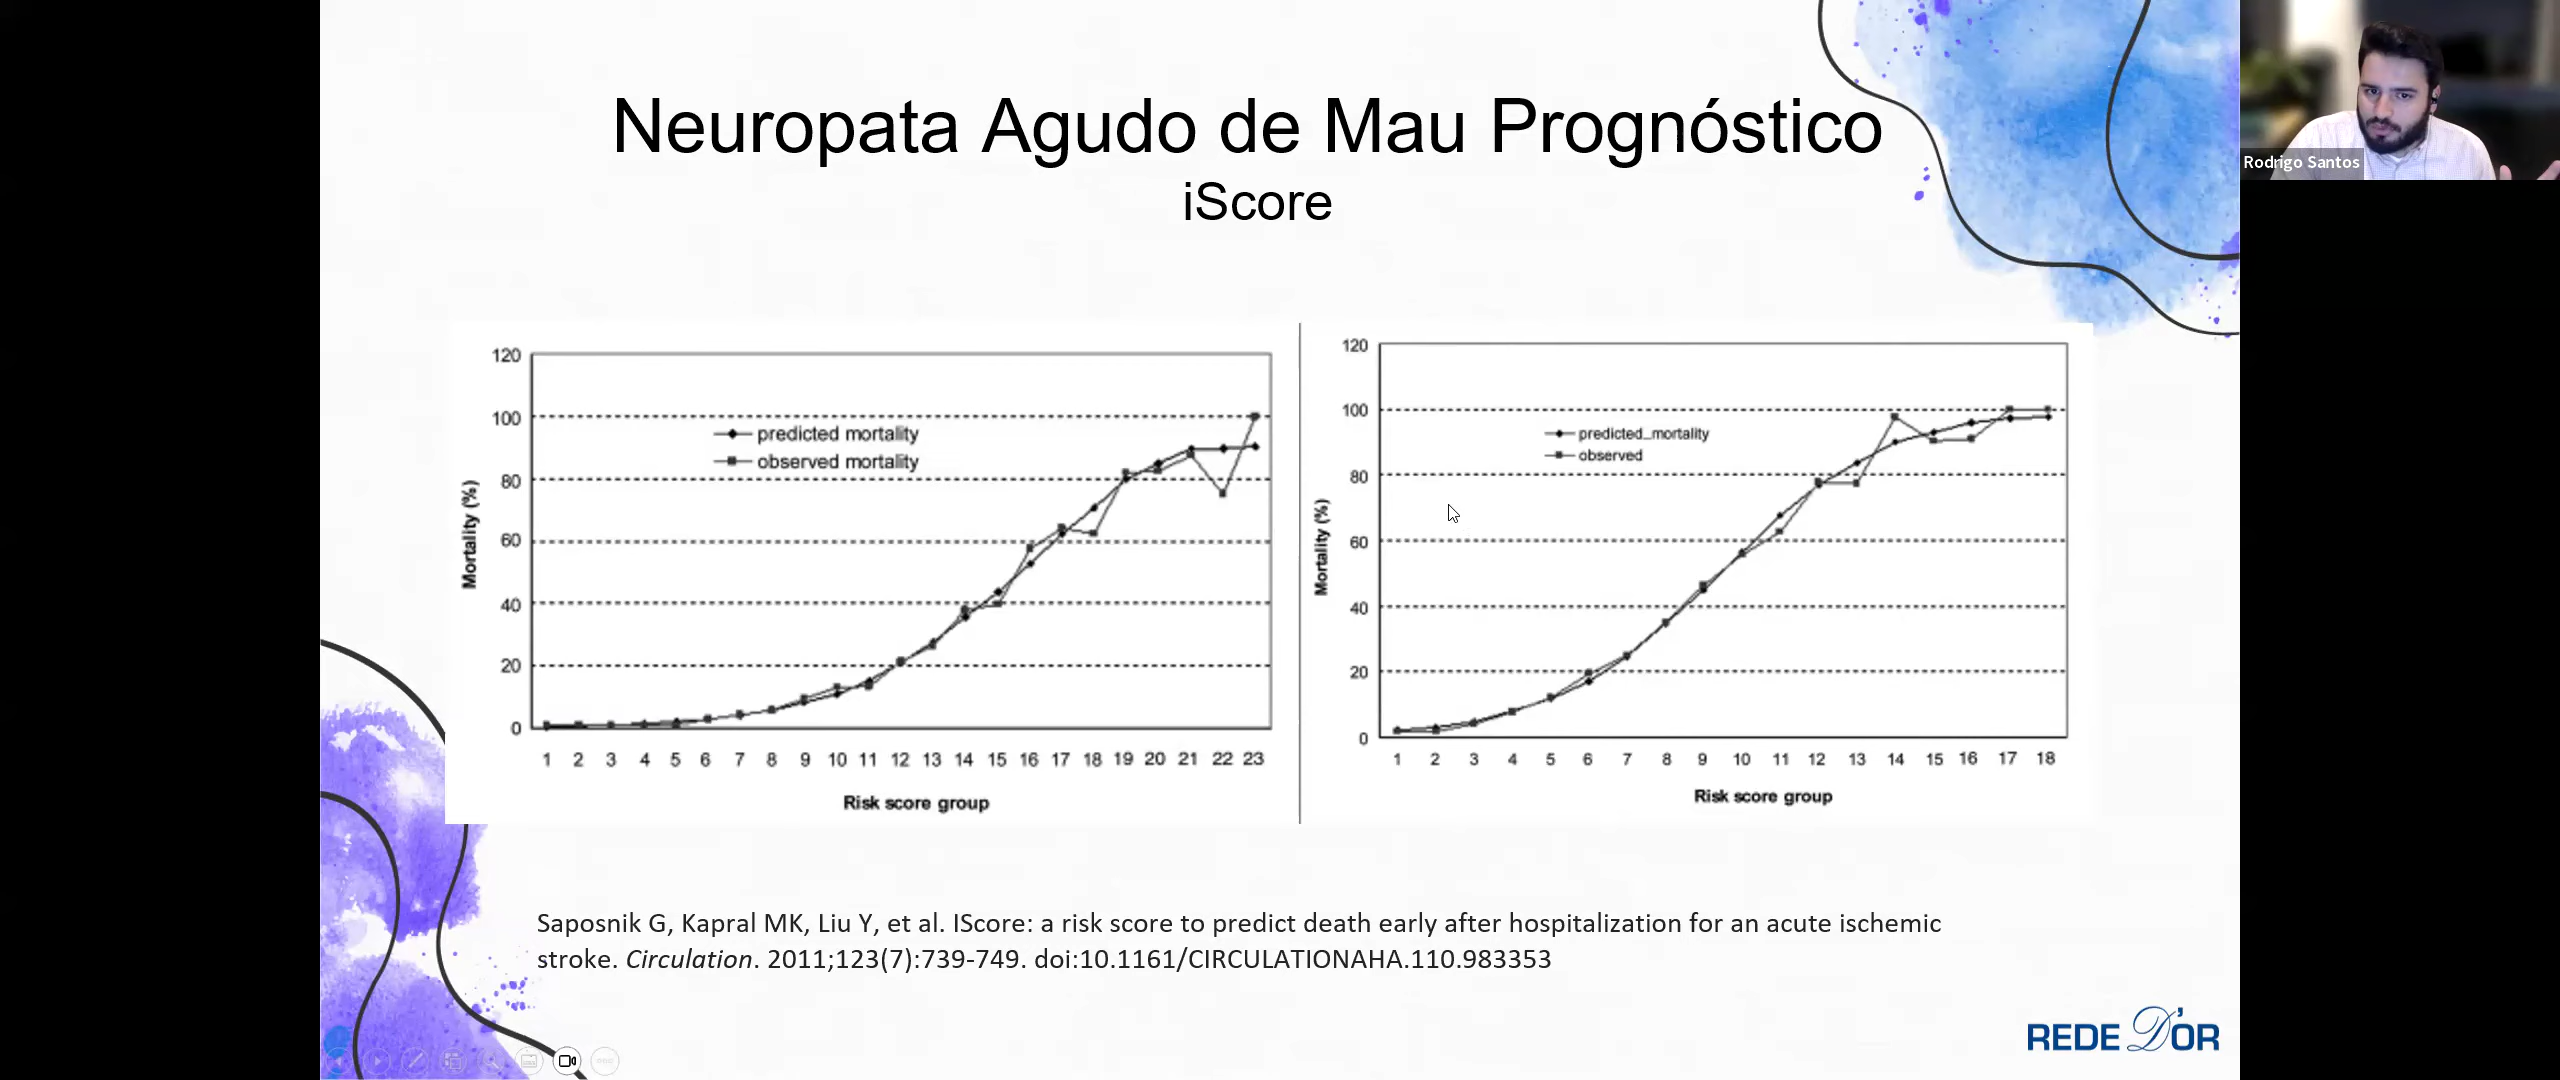 Neuropata Agudo de Mau Prognóstico
iScore
Rodrigo Santos
120
100
80
60
40
20
0
Mortality (%)
predicted mortality
observed mortality
1 2 3 4 5 6 7 8 9 10 11 12 13 14 15 16 17 18 19 20 21 22 23
Risk score group
120
100
80
60
40
20
0
Mortality (%)
predicted_mortality
observed
1 2 3 4 5 6 7 8 9 10 11 12 13 14 15 16 17 18
Risk score group
Saposnik G, Kapral MK, Liu Y, et al. IScore: a risk score to predict death early after hospitalization for an acute ischemic
stroke. Circulation. 2011;123(7):739-749. doi:10.1161/CIRCULATIONAHA.110.983353
REDE D'OR